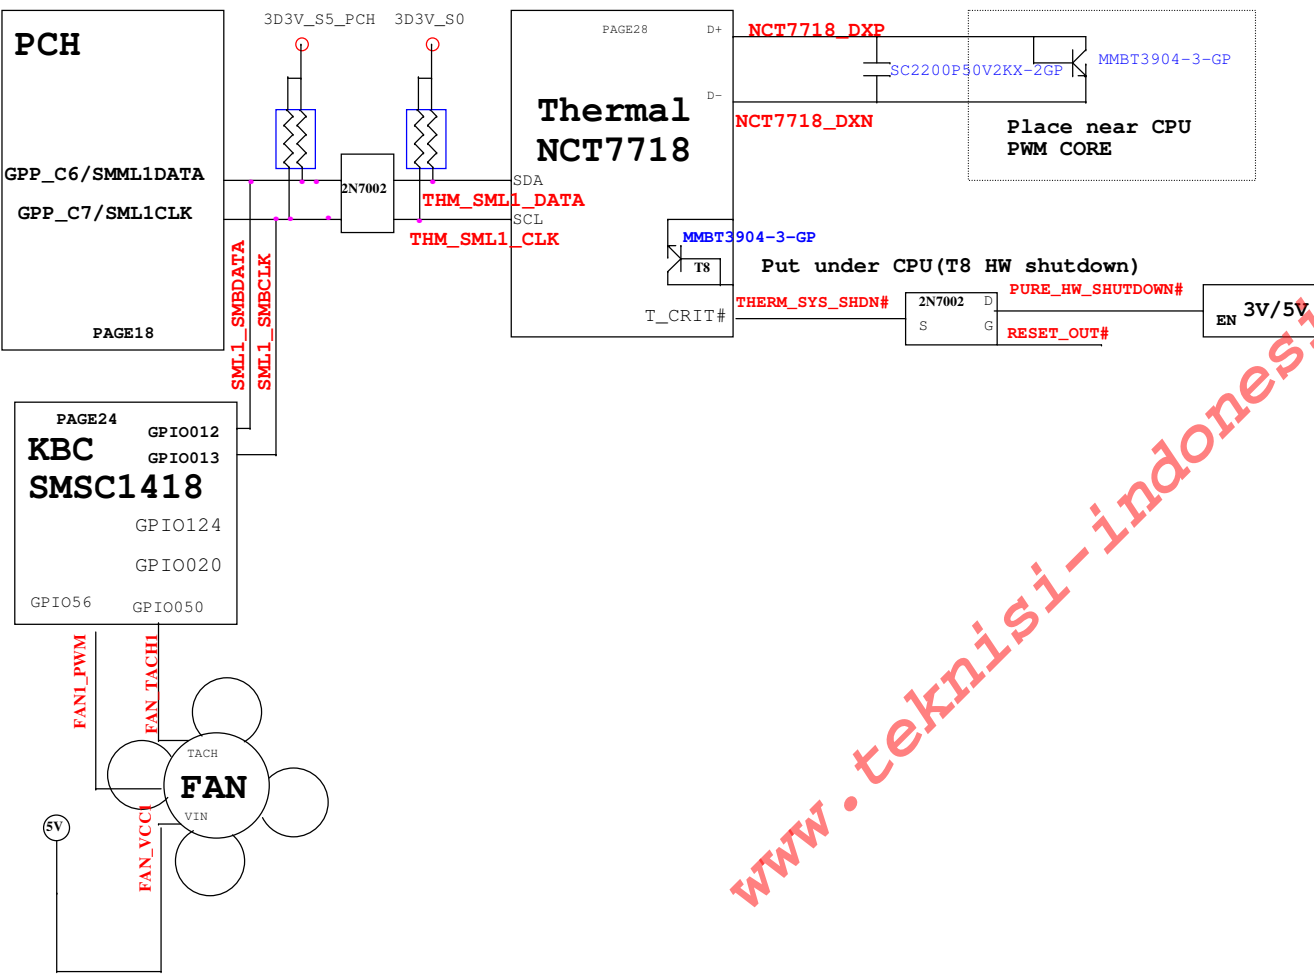 PCH
3D3V_S5_PCH
3D3V_S0
PAGE28
D+
NCT7718_DXP
SC2200P50V2KX-2GP
MMBT3904-3-GP
D-
NCT7718_DXN
Thermal
NCT7718
Place near CPU
PWM CORE
GPP_C6/SMML1DATA
GPP_C7/SML1CLK
2N7002
SDA
THM_SML1_DATA
SCL
THM_SML1_CLK
MMBT3904-3-GP
T8
Put under CPU(T8 HW shutdown)
PAGE18
SML1_SMBDATA
SML1_SMBCLK
T_CRIT#
THERM_SYS_SHDN#
2N7002
D
S
G
PURE_HW_SHUTDOWN#
RESET_OUT#
EN
3V/5V
PAGE24
KBC
SMSC1418
GPIO012
GPIO013
GPIO124
GPIO020
GPIO56
GPIO050
FAN1_PWM
FAN_TACH1
TACH
FAN
VIN
FAN_VCC1
5V
www.teknisi-indonesi